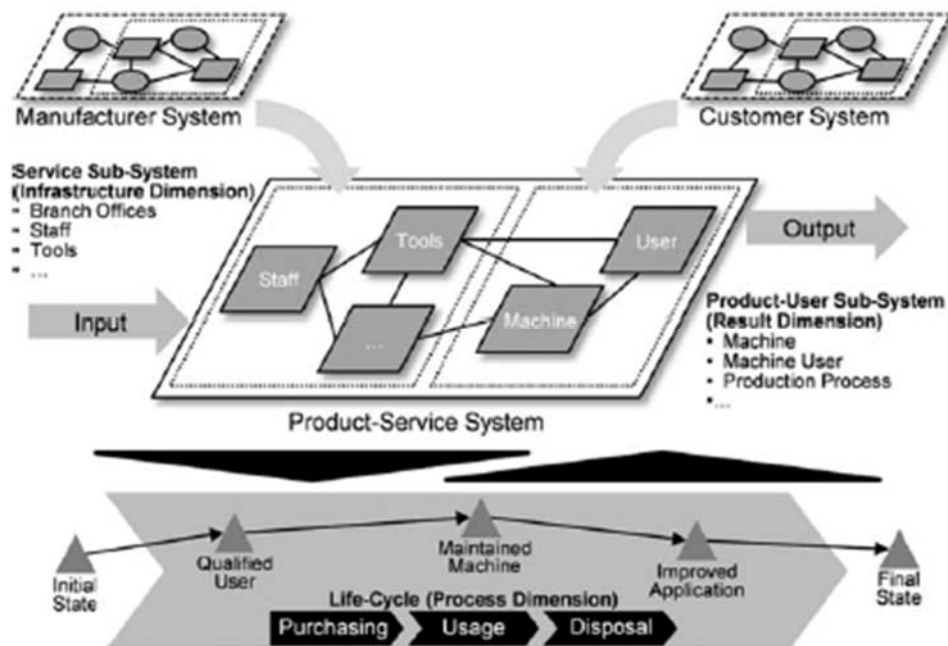 Manufacturer System
Customer System
Service Sub-System
(Infrastructure Dimension)
- Branch Offices
- Staff
- Tools
- ...
Input
Staff
Tools
...
Machine
User
Output
Product-User Sub-System
(Result Dimension)
• Machine
• Machine User
• Production Process
•...
Product-Service System
Initial
State
Qualified
User
Maintained
Machine
Improved
Application
Final
State
Life-Cycle (Process Dimension)
Purchasing
Usage
Disposal